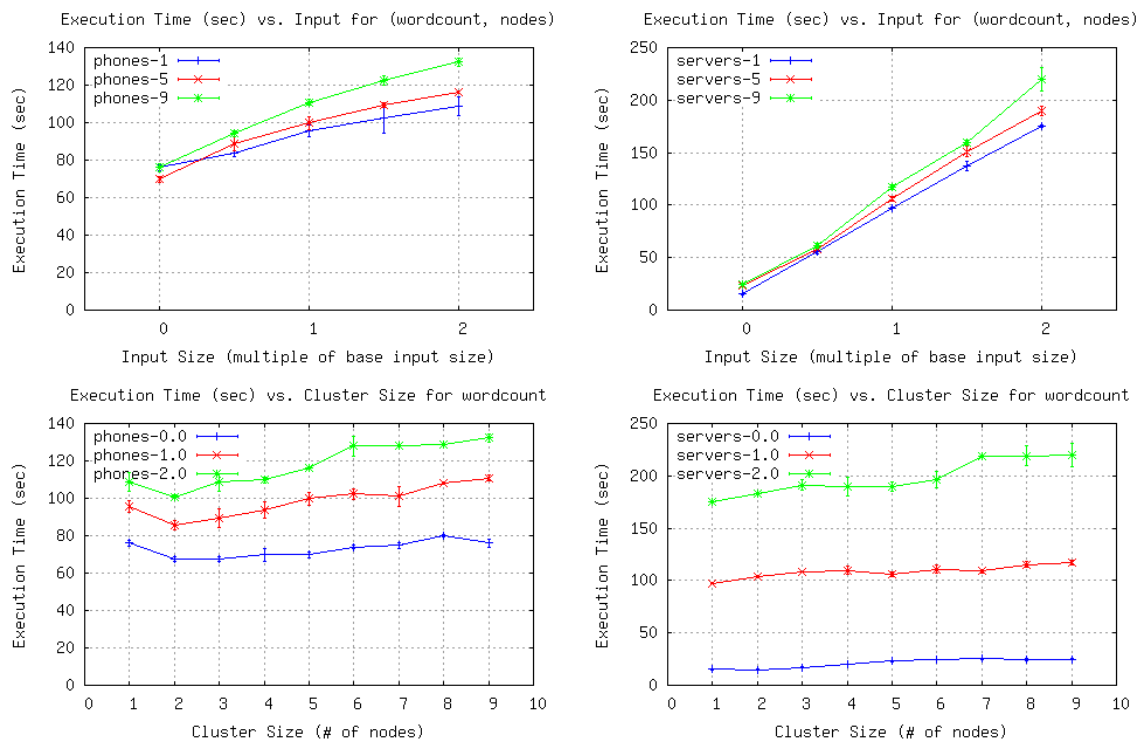 Execution Time (sec) vs. Input for (wordcount, nodes)
140
120
100
80
60
40
20
0
Execution Time (sec)
phones-1
phones-5
phones-9
0 1 2
Input Size (multiple of base input size)
Execution Time (sec) vs. Input for (wordcount, nodes)
250
200
150
100
50
0
Execution Time (sec)
servers-1
servers-5
servers-9
0 1 2
Input Size (multiple of base input size)
Execution Time (sec) vs. Cluster Size for wordcount
140
120
100
80
60
40
20
0
Execution Time (sec)
phones-0.0
phones-1.0
phones-2.0
0 1 2 3 4 5 6 7 8 9 10
Cluster Size (# of nodes)
Execution Time (sec) vs. Cluster Size for wordcount
250
200
150
100
50
0
Execution Time (sec)
servers-0.0
servers-1.0
servers-2.0
0 1 2 3 4 5 6 7 8 9 10
Cluster Size (# of nodes)